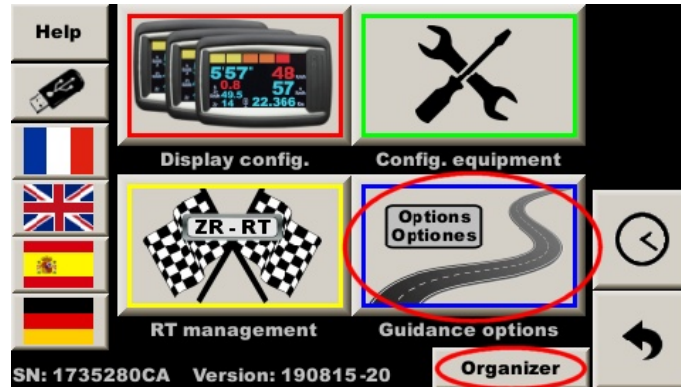 Help
5'57" 48
0.8 57
49.5
14 22.366
Display config.
Config. equipment
ZR - RT
Options
Optiones
RT management
Guidance options
SN: 1735280CA Version: 190815-20
Organizer